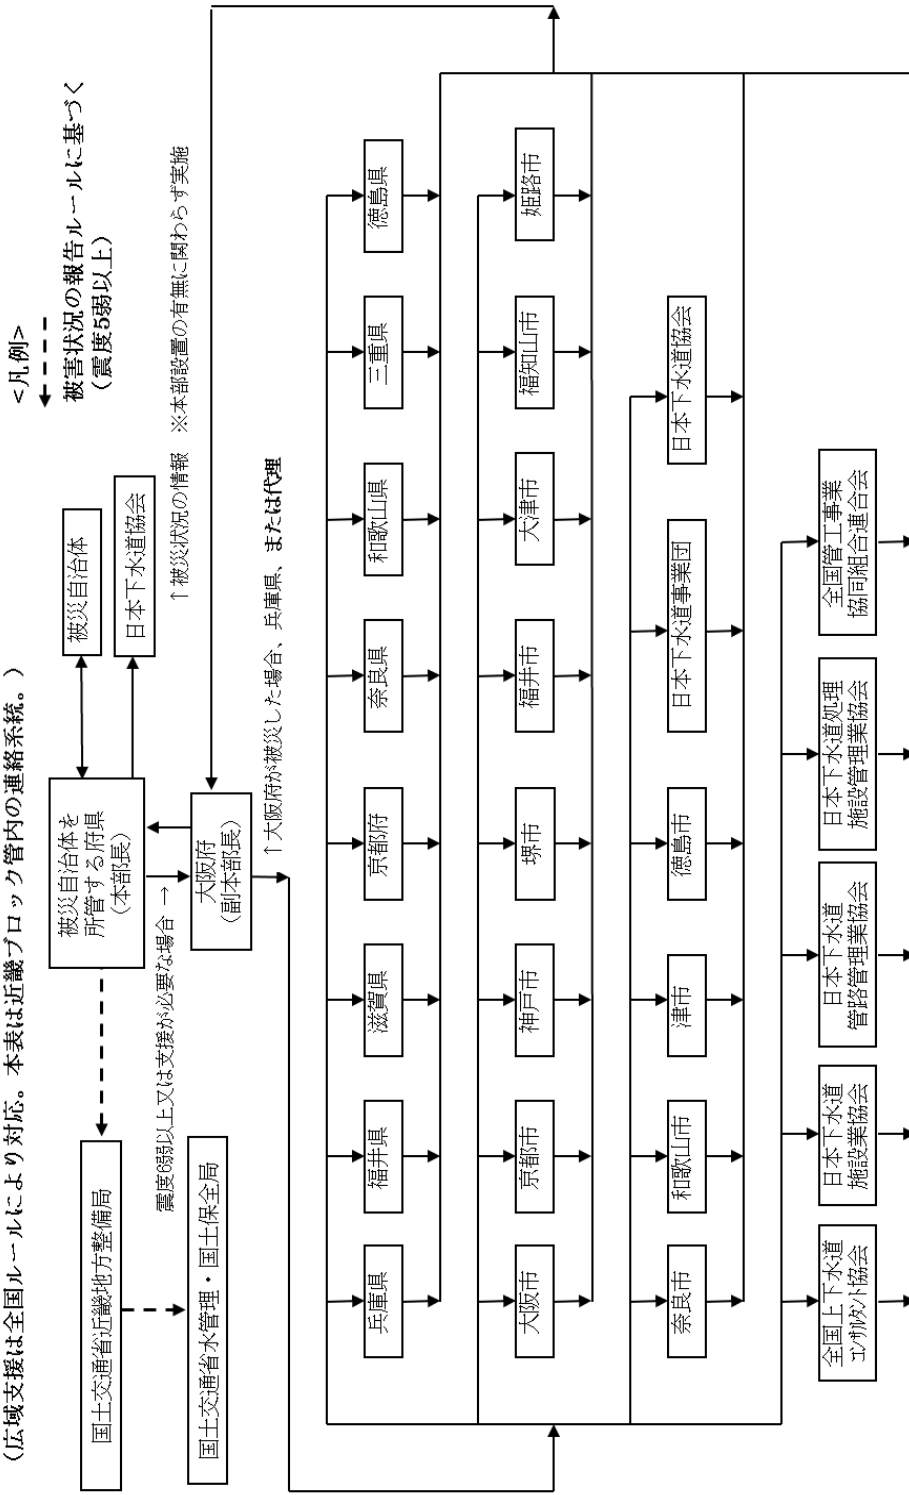 (広域支援は全国ルールにより対応。本表は近畿ブロック管内の連絡系統。)
<凡例>
被害状況の報告ルールに基づく
(震度5弱以上)
被災自治体を
所管する府県
(本部長)
被災自治体
日本下水道協会
国土交通省近畿地方整備局
国土交通省水管理・国土保全局
震度6弱以上又は支援が必要な場合→
↑被災状況の情報 ※本部設置の有無に関わらず実施
大阪府
(副本部長)
↑大阪府が被災した場合、兵庫県、または代理
兵庫県
福井県
滋賀県
京都府
奈良県
和歌山県
三重県
徳島県
大阪市
京都市
神戸市
堺市
福井市
大津市
福知山市
姫路市
奈良市
和歌山市
津市
徳島市
日本下水道事業団
日本下水道協会
全国上下水道
コンサルタント協会
日本下水道
施設業協会
日本下水道
管路管理業協会
日本下水道処理
施設管理業協会
全国管工事業
協同組合連合会